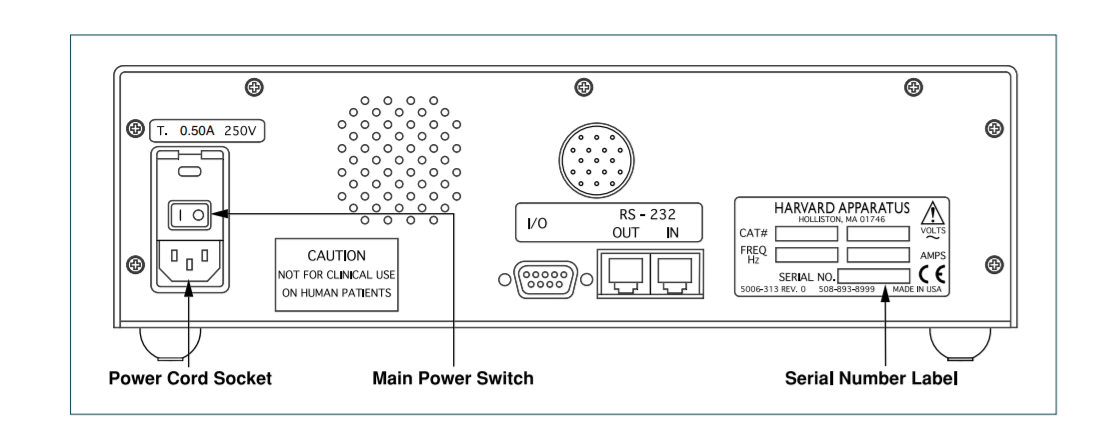 T. 0.50A 250V
I/O
RS - 232
OUT IN
HARVARD APPARATUS
HOLLISTON, MA 01746
VOLTS
CAT#
FREQ
Hz
AMPS
SERIAL NO.
CE
5006-313 REV. 0 508-893-8999 MADE IN USA
CAUTION
NOT FOR CLINICAL USE
ON HUMAN PATIENTS
Power Cord Socket
Main Power Switch
Serial Number Label